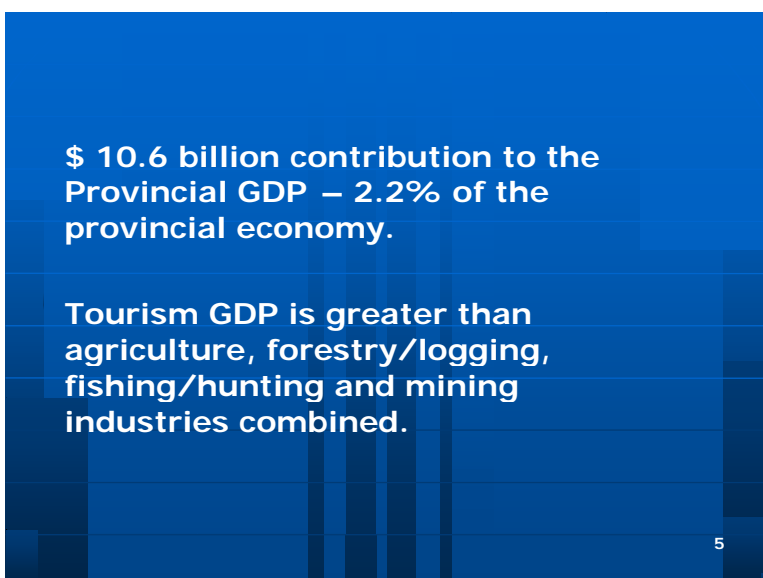 $ 10.6 billion contribution to the
Provincial GDP – 2.2% of the
provincial economy.
Tourism GDP is greater than
agriculture, forestry/logging,
fishing/hunting and mining
industries combined.
5